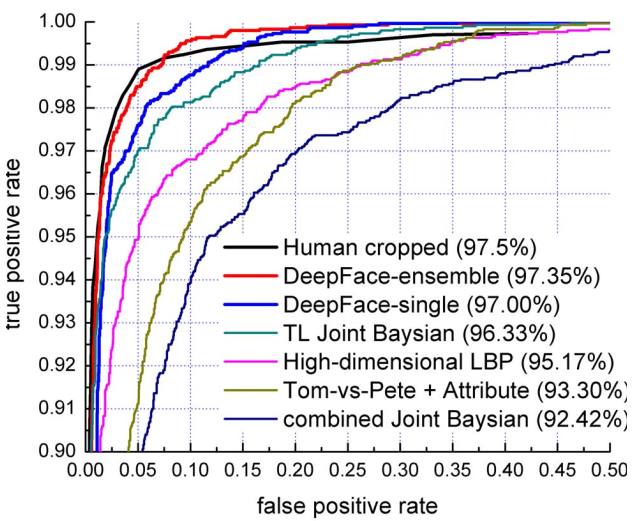 1.00
0.99
0.98
0.97
0.96
0.95
0.94
0.93
0.92
0.91
0.90
true positive rate
Human cropped (97.5%)
DeepFace-ensemble (97.35%)
DeepFace-single (97.00%)
TL Joint Baysian (96.33%)
High-dimensional LBP (95.17%)
Tom-vs-Pete + Attribute (93.30%)
combined Joint Baysian (92.42%)
0.00 0.05 0.10 0.15 0.20 0.25 0.30 0.35 0.40 0.45 0.50
false positive rate